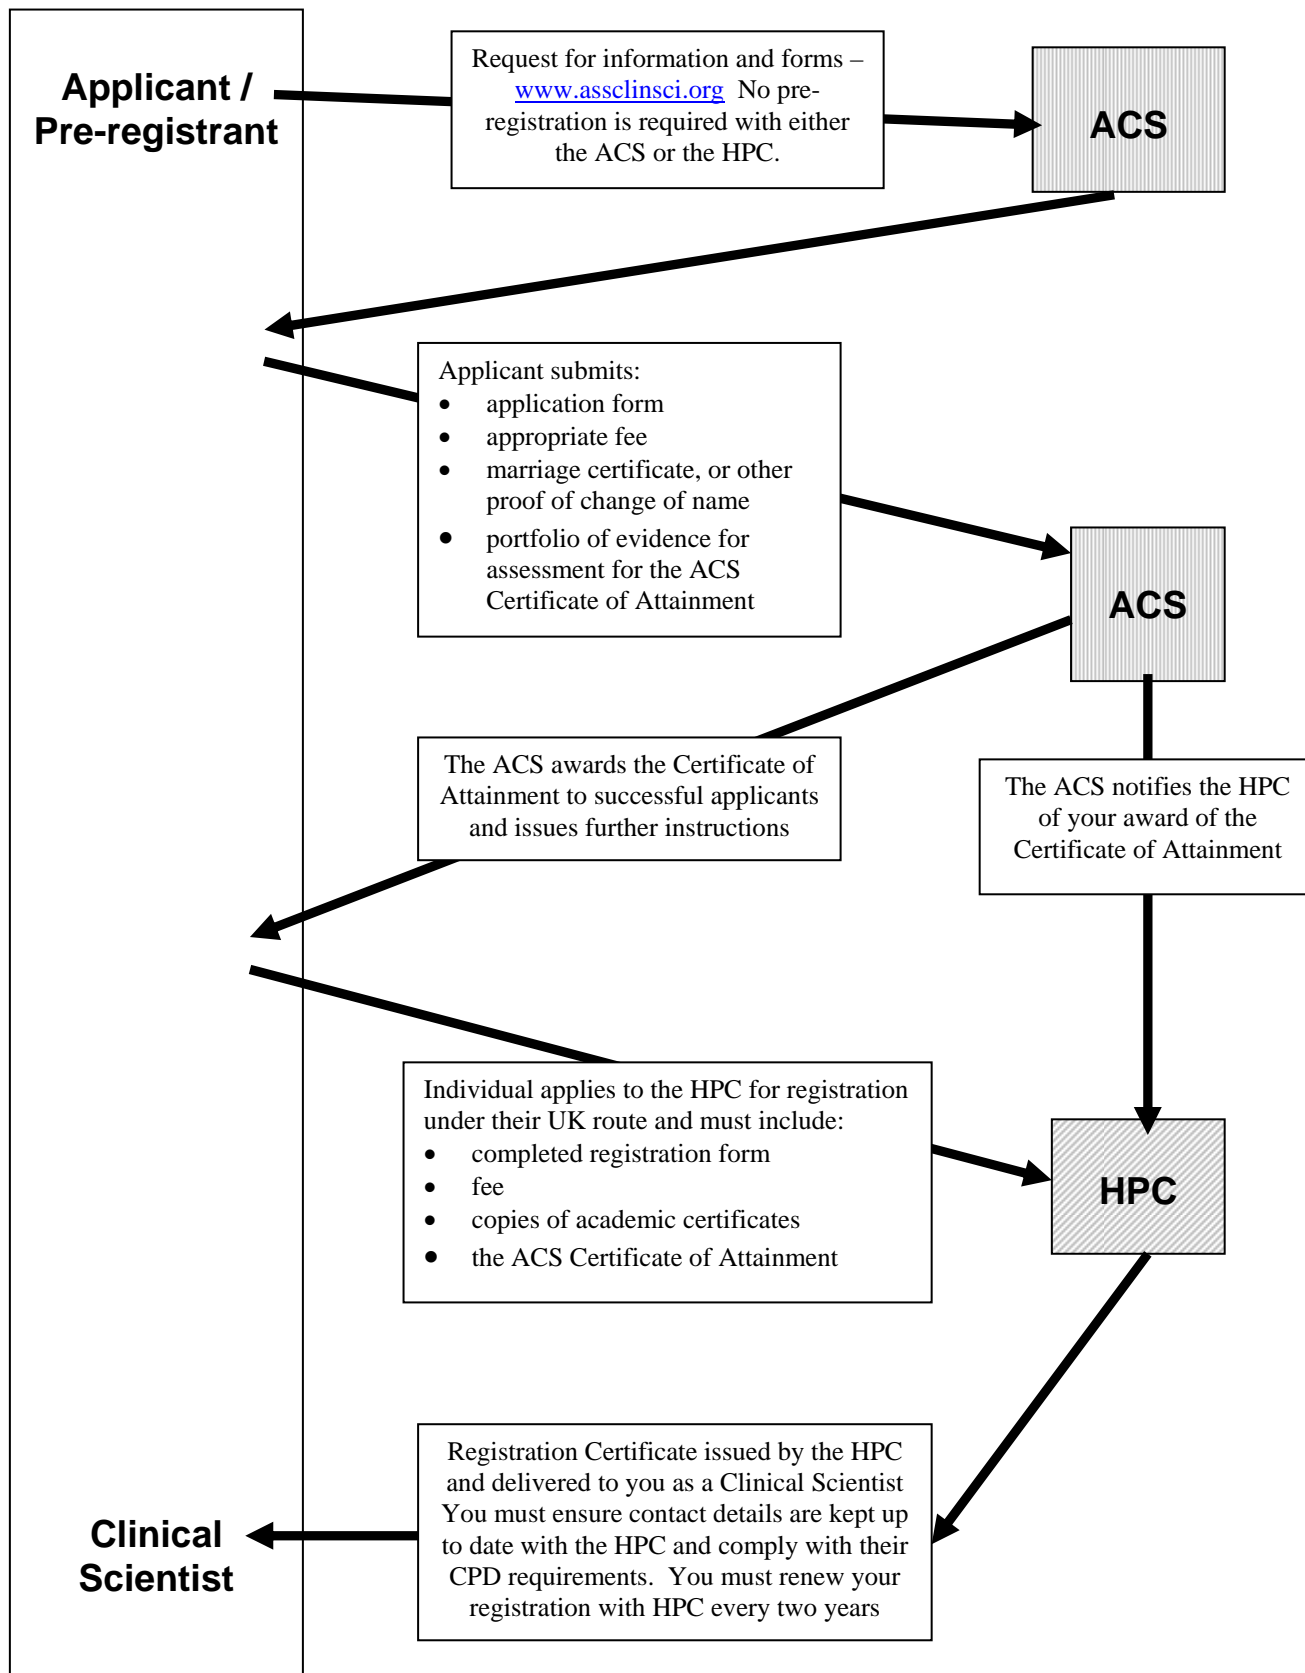 Applicant /
Pre-registrant
Request for information and forms –
www.assclinsci.org  No pre-
registration is required with either
the ACS or the HPC.
ACS
Applicant submits:
• application form
• appropriate fee
• marriage certificate, or other
proof of change of name
• portfolio of evidence for
assessment for the ACS
Certificate of Attainment
ACS
The ACS awards the Certificate of
Attainment to successful applicants
and issues further instructions
The ACS notifies the HPC
of your award of the
Certificate of Attainment
Individual applies to the HPC for registration
under their UK route and must include:
• completed registration form
• fee
• copies of academic certificates
• the ACS Certificate of Attainment
HPC
Registration Certificate issued by the HPC
and delivered to you as a Clinical Scientist
You must ensure contact details are kept up
to date with the HPC and comply with their
CPD requirements.  You must renew your
registration with HPC every two years
Clinical
Scientist